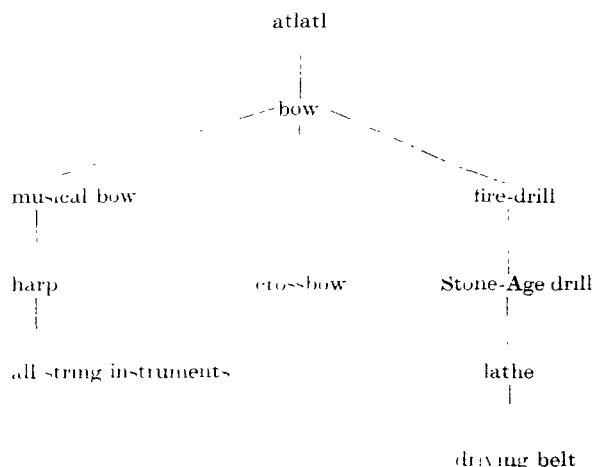 atlatl
bow
musical bow fire-drill
harp crossbow Stone-Age drill
all string instruments lathe
driving belt